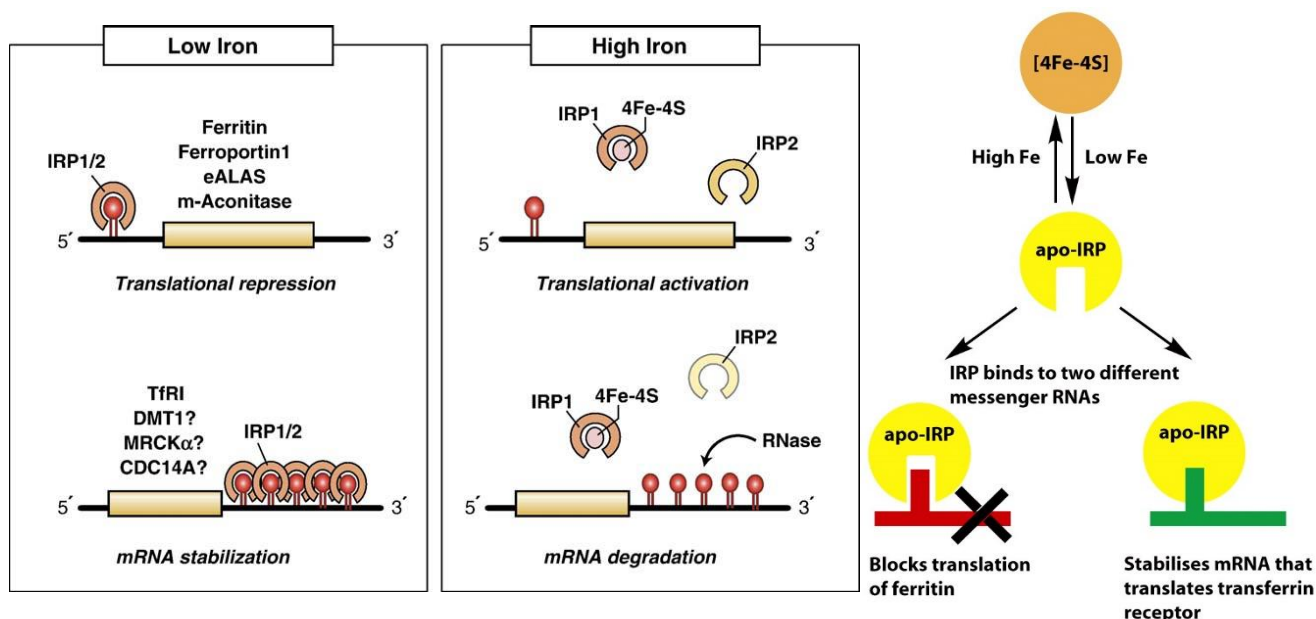 Low Iron
Ferritin
Ferroportin1
eALAS
m-Aconitase
IRP1/2
5´
3´
Translational repression
TfRI
DMT1?
MRCKα?
CDC14A?
IRP1/2
5´
3´
mRNA stabilization
High Iron
IRP1
4Fe-4S
IRP2
5´
3´
Translational activation
IRP2
IRP1
4Fe-4S
RNase
5´
3´
mRNA degradation
[4Fe-4S]
High Fe
Low Fe
apo-IRP
IRP binds to two different
messenger RNAs
apo-IRP
Blocks translation
of ferritin
apo-IRP
Stabilises mRNA that
translates transferrin
receptor